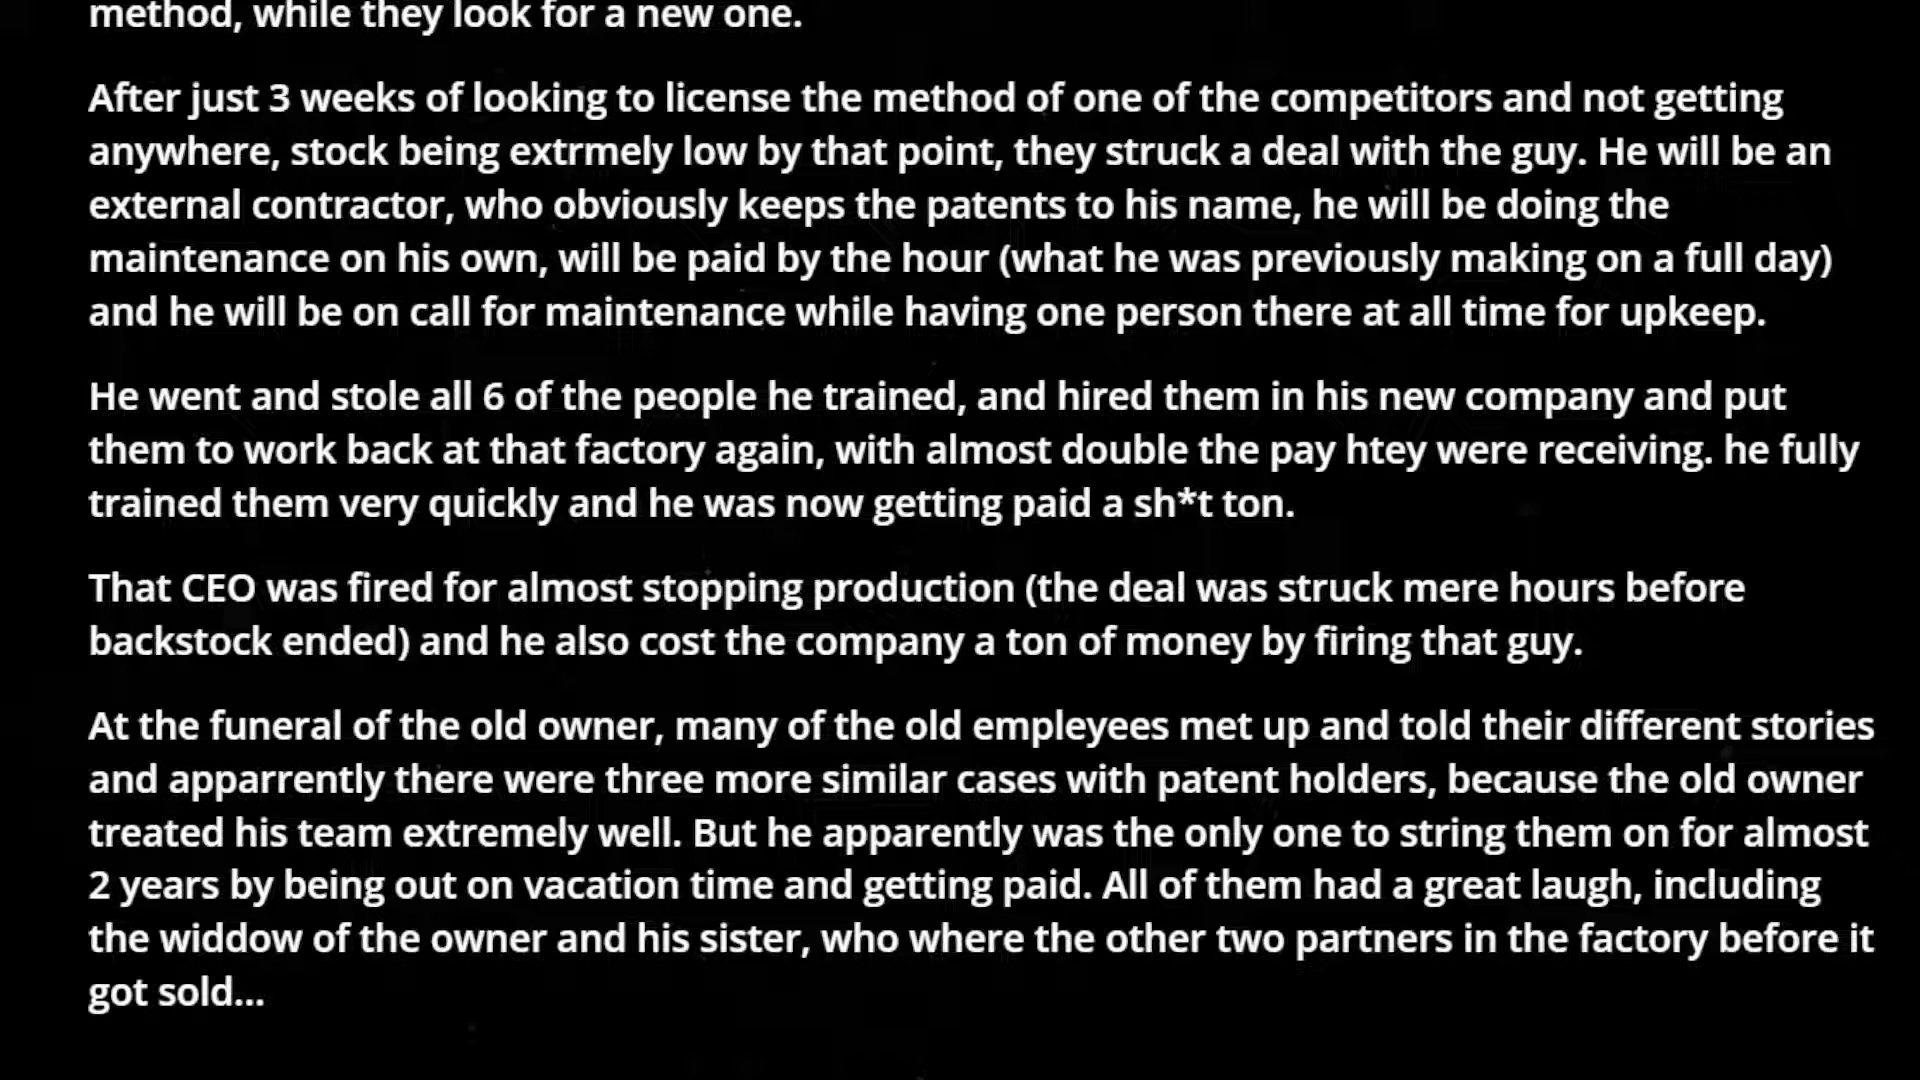 method, while they look for a new one.
After just 3 weeks of looking to license the method of one of the competitors and not getting
anywhere, stock being extrmely low by that point, they struck a deal with the guy. He will be an
external contractor, who obviously keeps the patents to his name, he will be doing the
maintenance on his own, will be paid by the hour (what he was previously making on a full day)
and he will be on call for maintenance while having one person there at all time for upkeep.
He went and stole all 6 of the people he trained, and hired them in his new company and put
them to work back at that factory again, with almost double the pay htey were receiving. he fully
trained them very quickly and he was now getting paid a sh*t ton.
That CEO was fired for almost stopping production (the deal was struck mere hours before
backstock ended) and he also cost the company a ton of money by firing that guy.
At the funeral of the old owner, many of the old empleyees met up and told their different stories
and apparrently there were three more similar cases with patent holders, because the old owner
treated his team extremely well. But he apparently was the only one to string them on for almost
2 years by being out on vacation time and getting paid. All of them had a great laugh, including
the widdow of the owner and his sister, who where the other two partners in the factory before it
got sold...